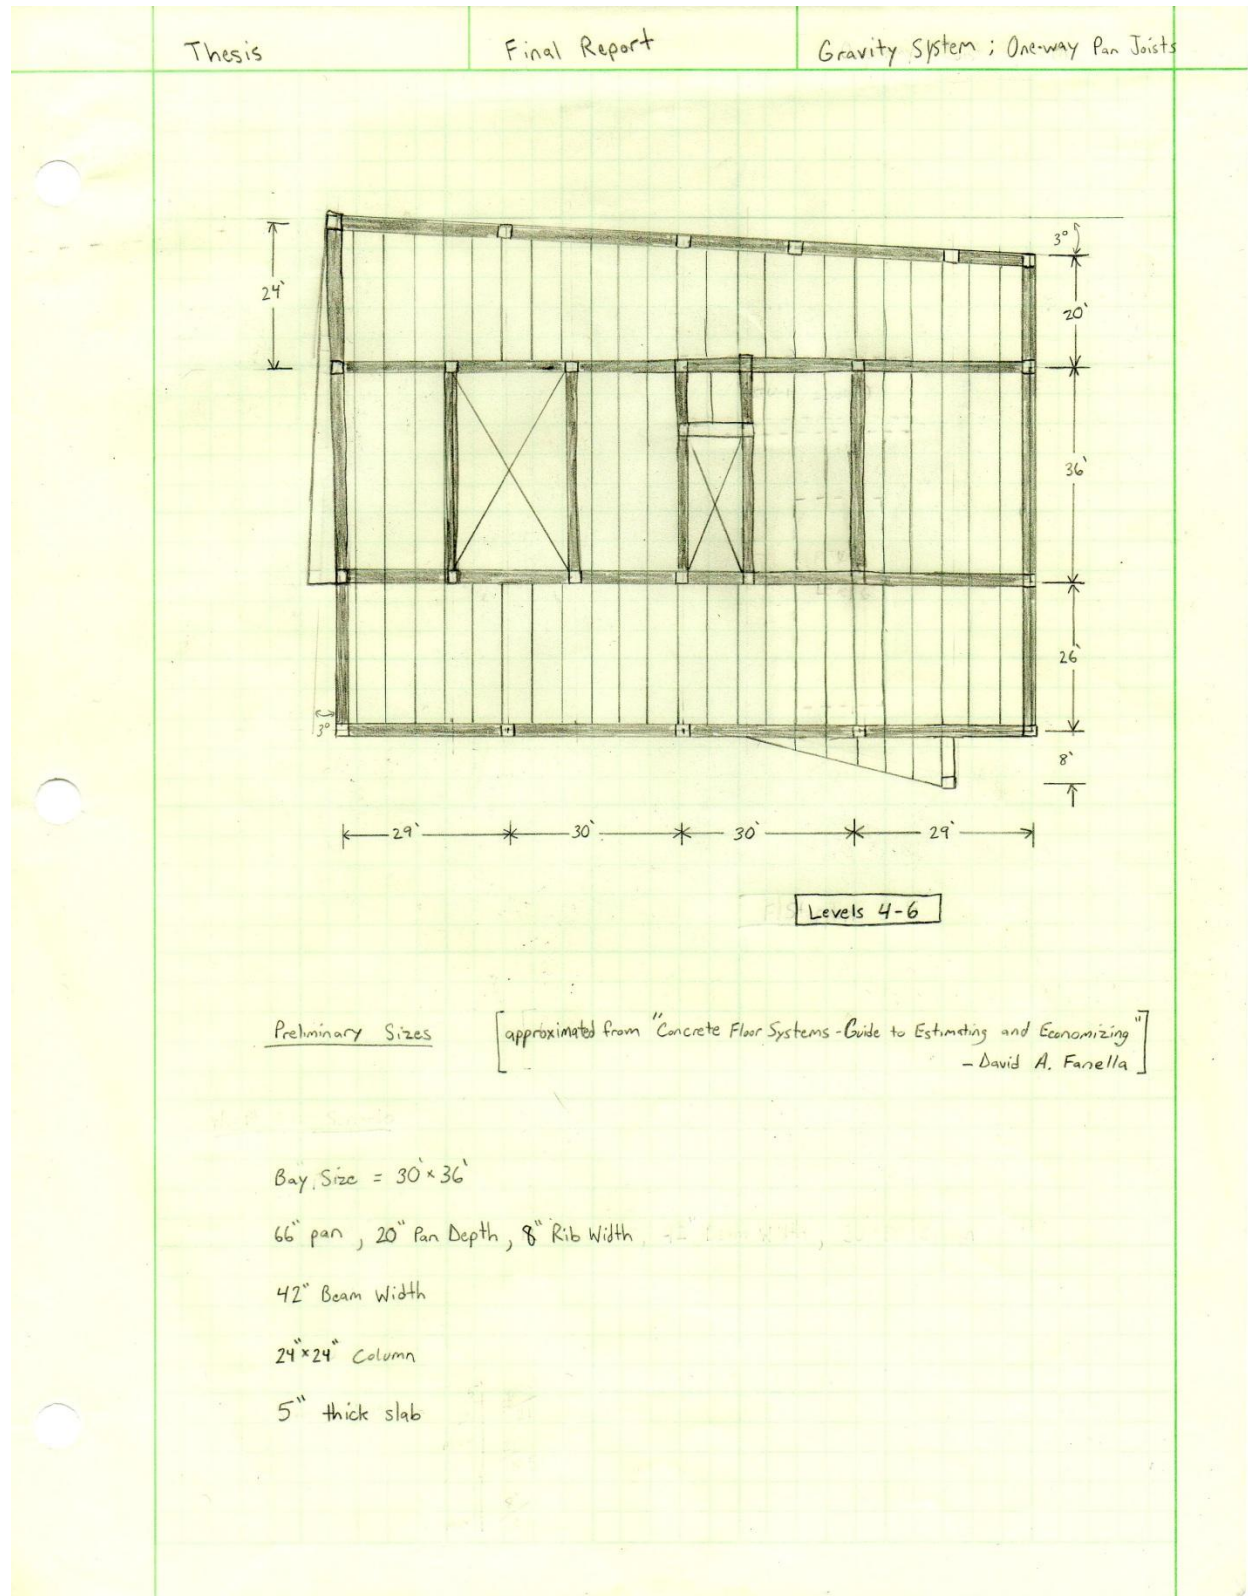 Thesis
Final Report
Gravity System ; One-way Pan Joists
3°
24'
20'
36'
26'
3°
8'
29'
30'
30'
29'
Levels 4-6
Preliminary Sizes
[approximated from "Concrete Floor Systems - Guide to Estimating and Economizing"
- David A. Fanella]
Bay Size = 30' × 36'
66" pan , 20" Pan Depth , 8" Rib Width
42" Beam Width
24" × 24" Column
5" thick slab